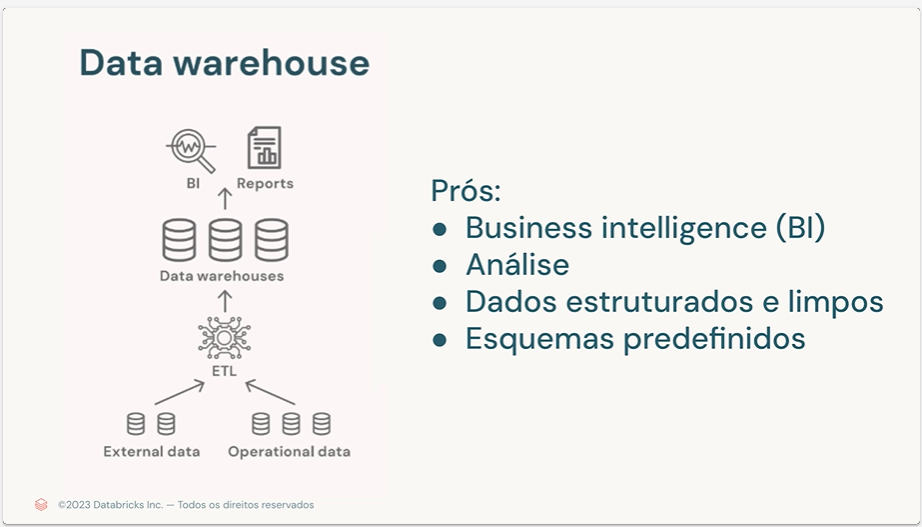 Data warehouse
BI
Reports
Data warehouses
ETL
External data
Operational data
Prós:
● Business intelligence (BI)
● Análise
● Dados estruturados e limpos
● Esquemas predefinidos
©2023 Databricks Inc. — Todos os direitos reservados